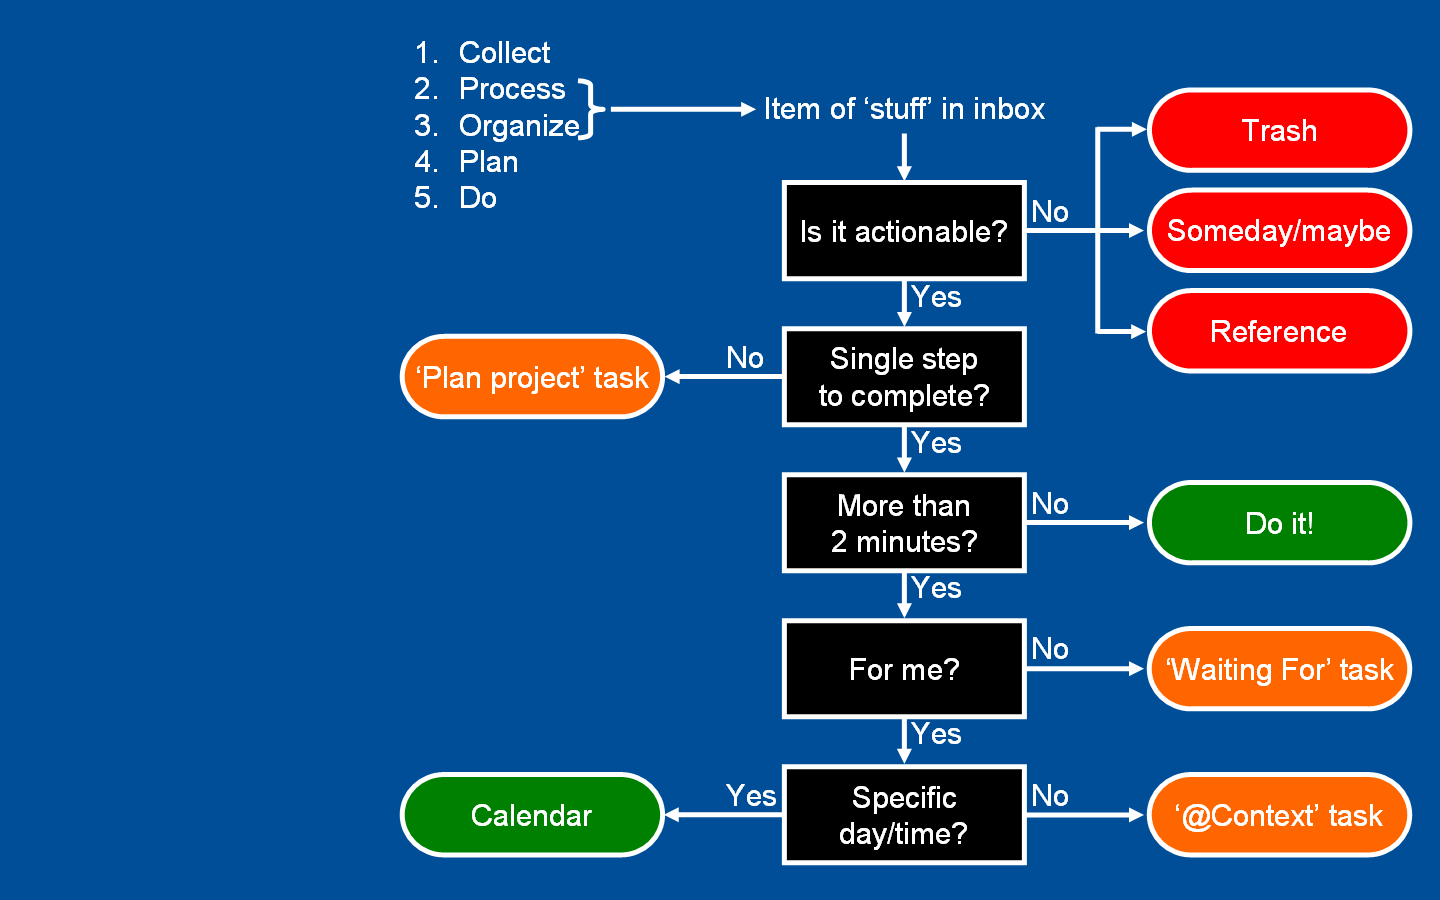 1. Collect
2. Process
3. Organize
4. Plan
5. Do
Item of ‘stuff’ in inbox
Trash
Is it actionable?
No
Someday/maybe
Yes
Reference
‘Plan project’ task
No
Single step
to complete?
Yes
More than
2 minutes?
No
Do it!
Yes
For me?
No
‘Waiting For’ task
Yes
Calendar
Yes
Specific
day/time?
No
‘@Context’ task